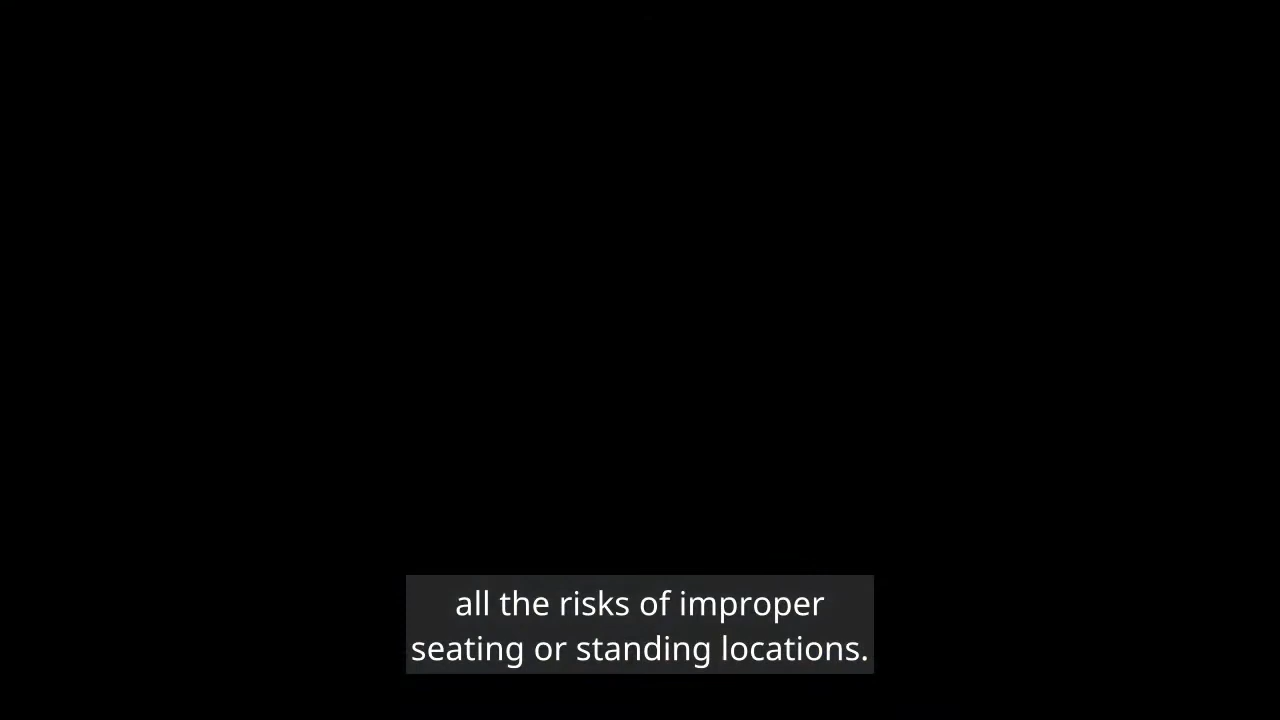 all the risks of improper
seating or standing locations.